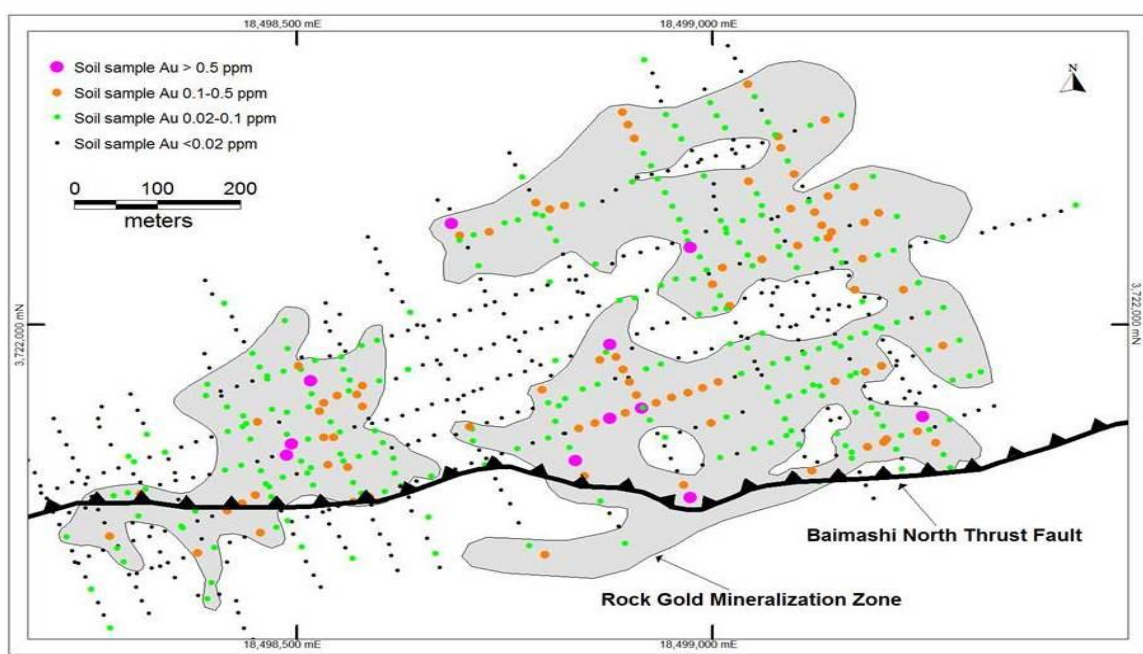 18,498,500 mE
18,499,000 mE
Soil sample Au > 0.5 ppm
Soil sample Au 0.1-0.5 ppm
Soil sample Au 0.02-0.1 ppm
Soil sample Au <0.02 ppm
N
0 100 200
meters
3,722,000 mN
3,722,000 mN
Baimashi North Thrust Fault
Rock Gold Mineralization Zone
18,498,500 mE
18,499,000 mE